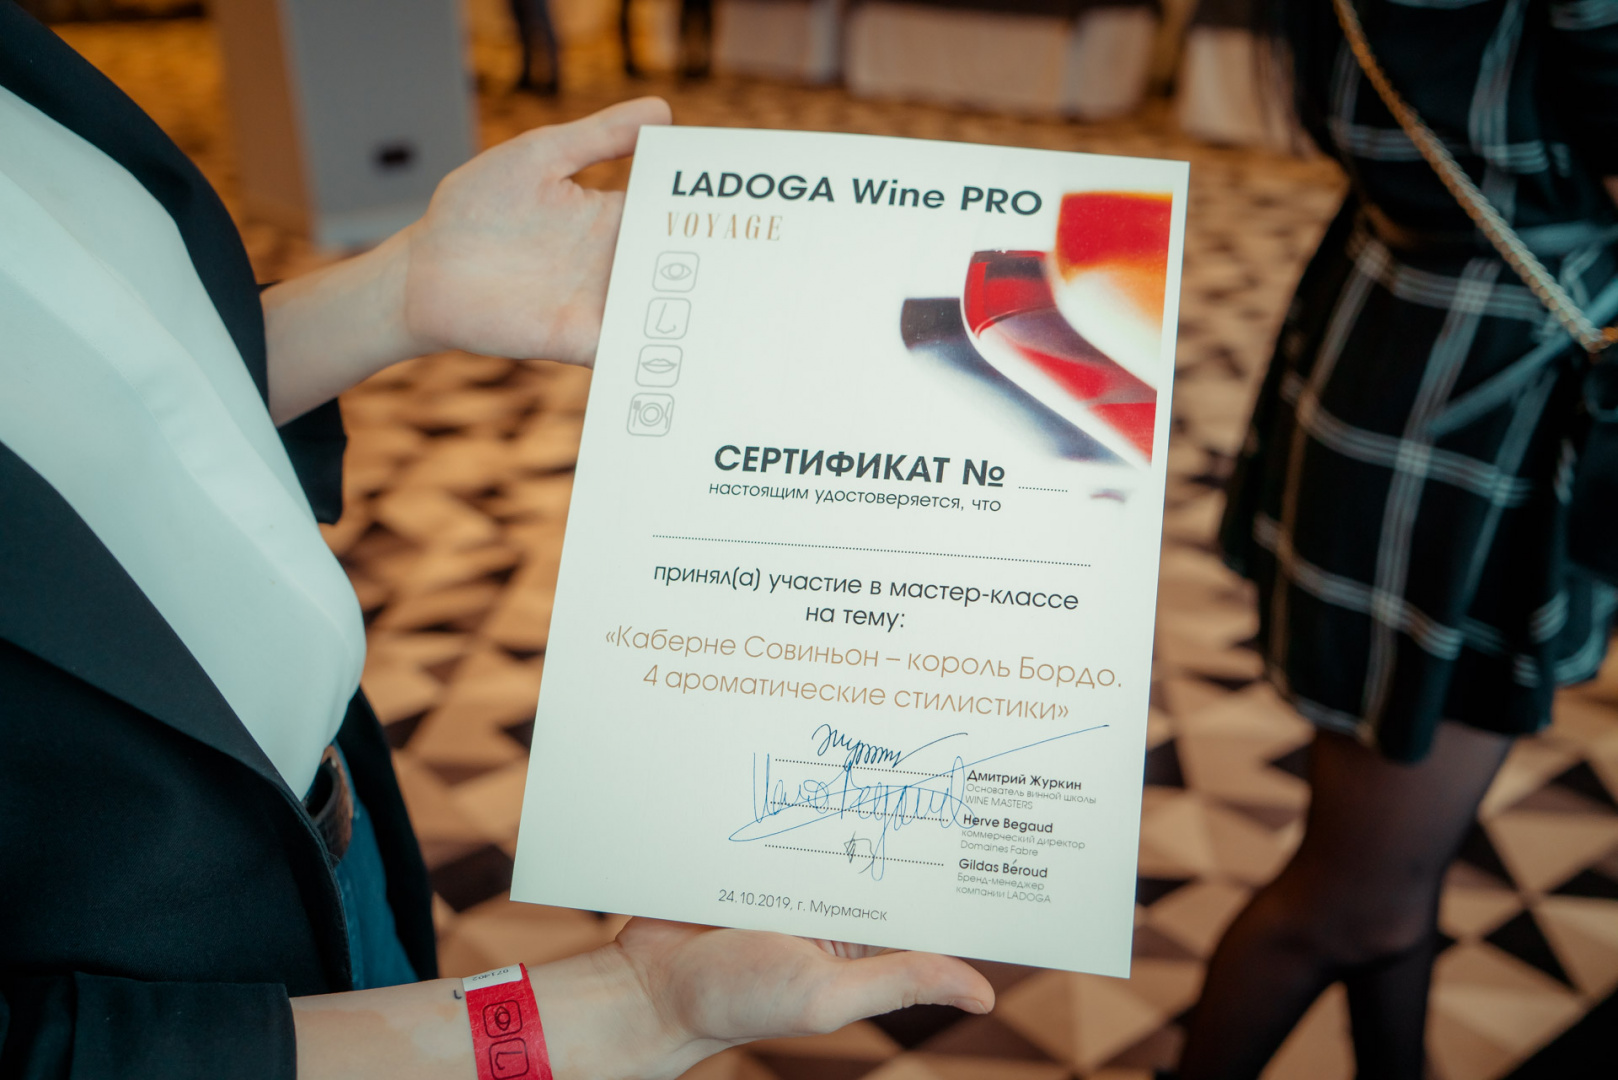 LADOGA Wine PRO
VOYAGE
СЕРТИФИКАТ №
настоящим удостоверяется, что
принял(а) участие в мастер-классе
на тему:
«Каберне Совиньон – король Бордо.
4 ароматические стилистики»
Дмитрий Журкин
Основатель винной школы
WINE MASTERS
Herve Begaud
коммерческий директор
Domaines Fabre
Gildas Béroud
Бренд-менеджер
компании LADOGA
24.10.2019, г. Мурманск